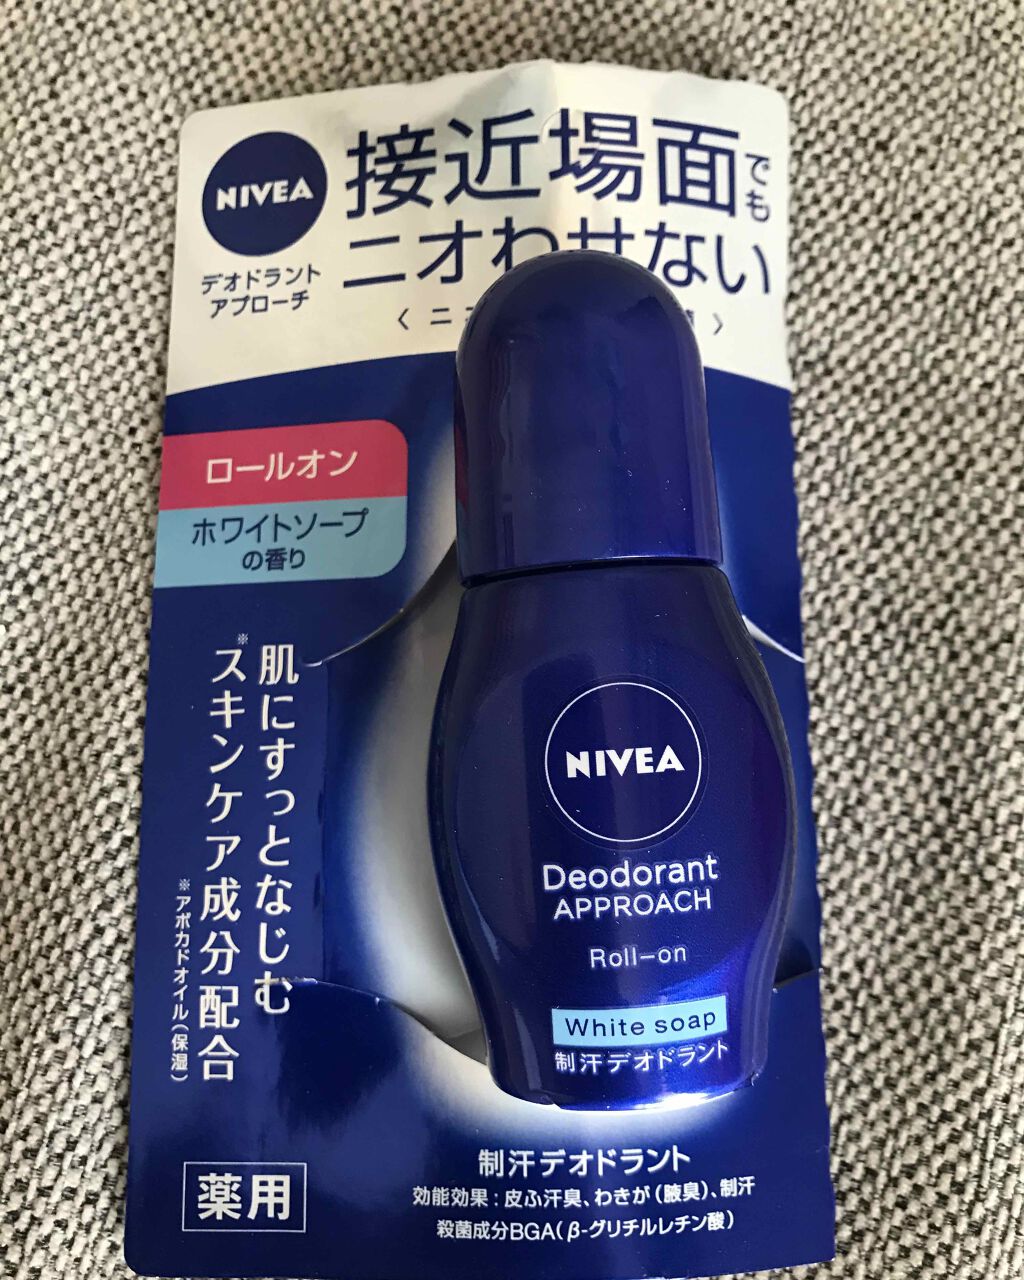 NIVEA
デオドラント
アプローチ
接近場面でも
ニオわせない
ロールオン
ホワイトソープ
の香り
肌にすっとなじむ
※スキンケア成分配合
※アボカドオイル(保湿)
NIVEA
Deodorant
APPROACH
Roll-on
White soap
制汗デオドラント
薬用
制汗デオドラント
効能効果:皮ふ汗臭、わきが(腋臭)、制汗
殺菌成分BGA(β-グリチルレチン酸)